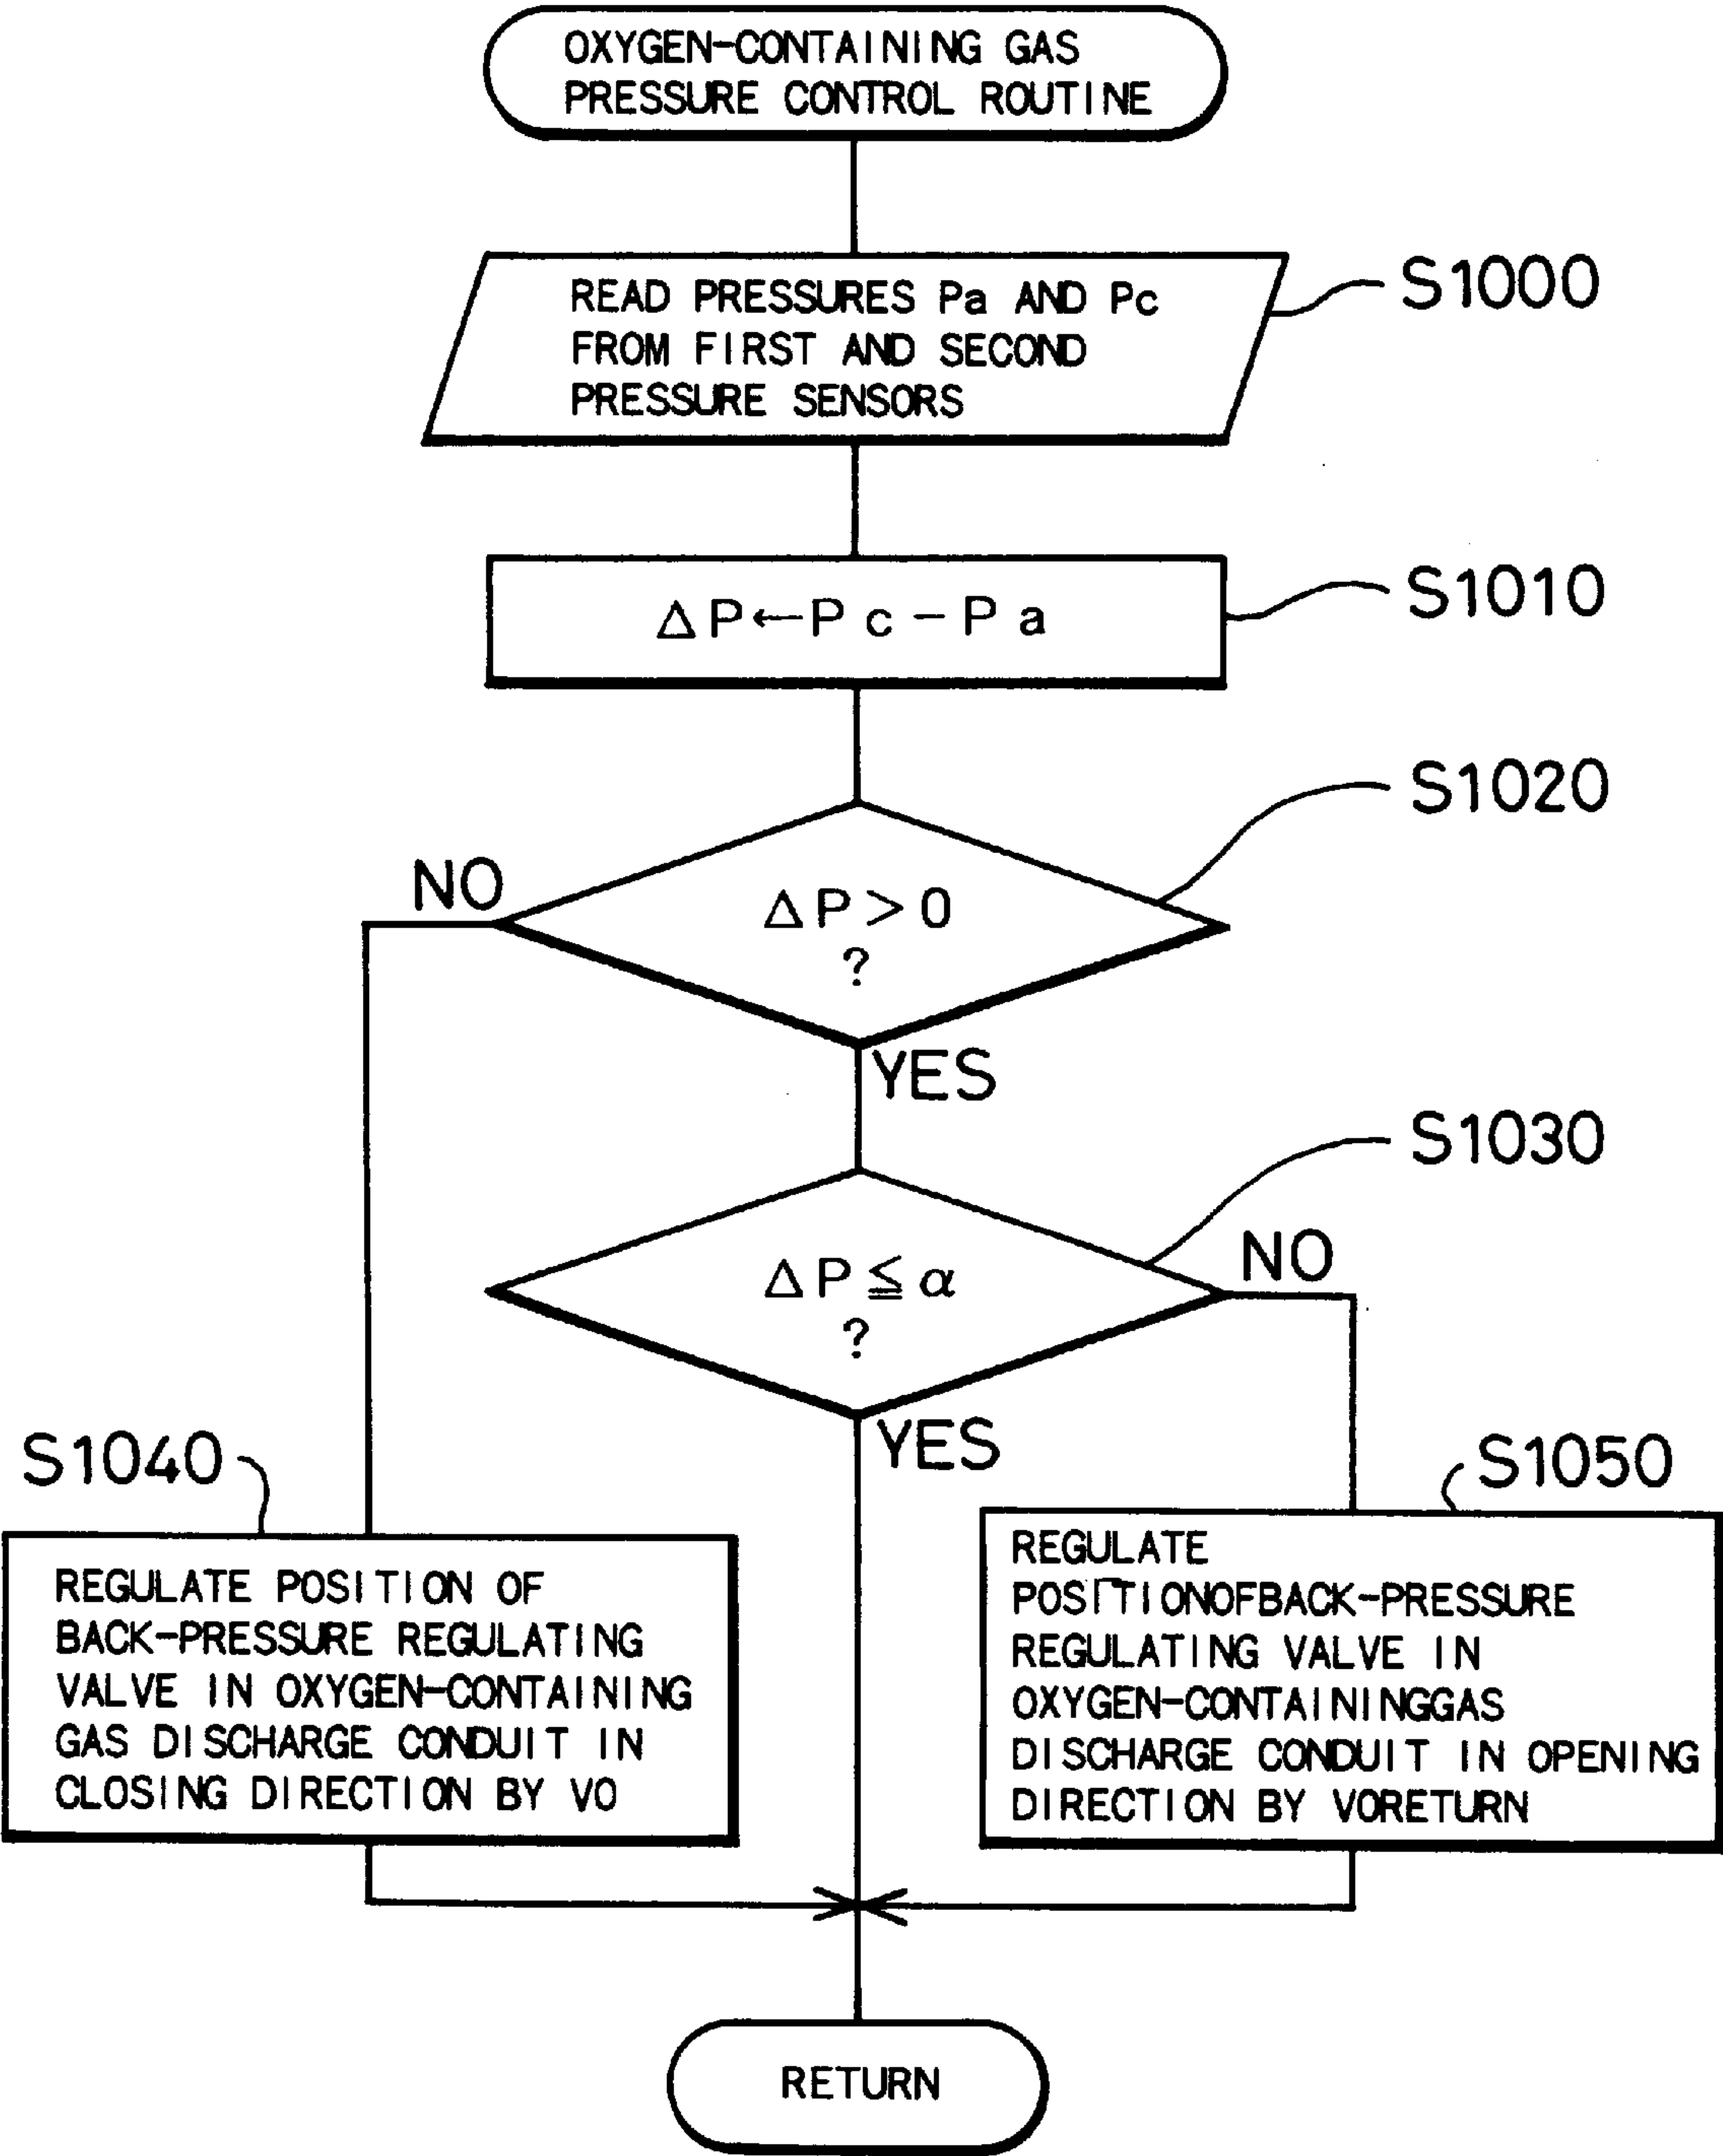 OXYGEN-CONTAINING GAS
PRESSURE CONTROL ROUTINE
READ PRESSURES Pa AND Pc
FROM FIRST AND SECOND
PRESSURE SENSORS
S1000
ΔP←Pc-Pa
S1010
S1020
NO
ΔP>0
?
YES
S1030
ΔP≦α
?
NO
YES
S1040
REGULATE POSITION OF
BACK-PRESSURE REGULATING
VALVE IN OXYGEN-CONTAINING
GAS DISCHARGE CONDUIT IN
CLOSING DIRECTION BY VO
S1050
REGULATE
POSITIONOFBACK-PRESSURE
REGULATING VALVE IN
OXYGEN-CONTAININGGAS
DISCHARGE CONDUIT IN OPENING
DIRECTION BY VORETURN
RETURN